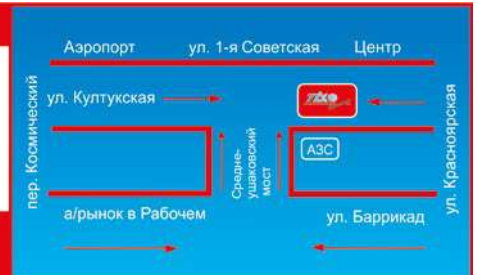 Аэропорт ул. 1-я Советская Центр
ул. Култукская
пер. Космический
ул. Красноярская
Средне-
ушаковский
мост
АЗС
а/рынок в Рабочем
ул. Баррикад